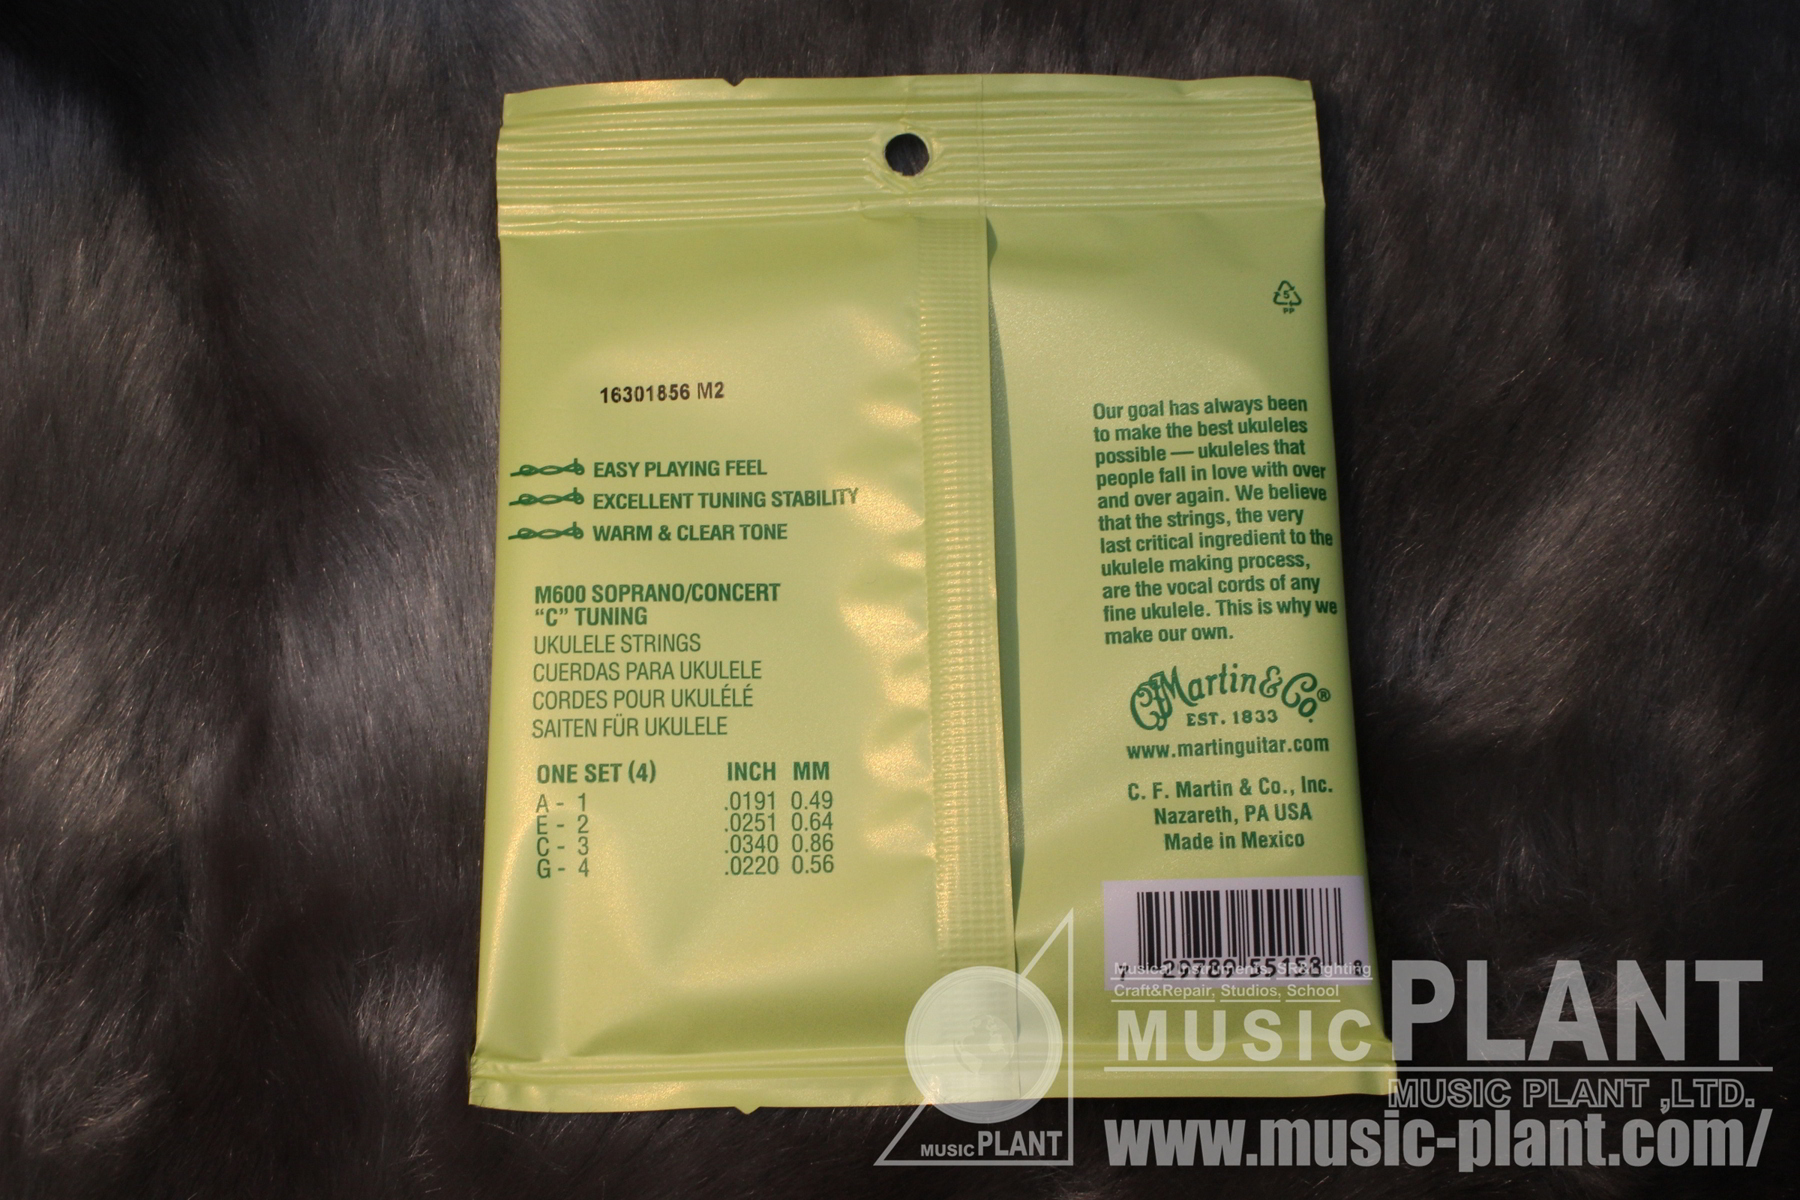 5
PP
16301856 M2
EASY PLAYING FEEL
EXCELLENT TUNING STABILITY
WARM & CLEAR TONE
M600 SOPRANO/CONCERT
“C” TUNING
UKULELE STRINGS
CUERDAS PARA UKULELE
CORDES POUR UKULÉLÉ
SAITEN FÜR UKULELE
ONE SET (4) INCH MM
A - 1 .0191 0.49
E - 2 .0251 0.64
C - 3 .0340 0.86
G - 4 .0220 0.56
Our goal has always been
to make the best ukuleles
possible — ukuleles that
people fall in love with over
and over again. We believe
that the strings, the very
last critical ingredient to the
ukulele making process,
are the vocal cords of any
fine ukulele. This is why we
make our own.
CF Martin & Co.®
EST. 1833
www.martinguitar.com
C. F. Martin & Co., Inc.
Nazareth, PA USA
Made in Mexico
Musical Instruments, SR&Lighting
Craft&Repair, Studios, School
MUSIC PLANT
MUSIC PLANT ,LTD.
MUSIC PLANT
www.music-plant.com/